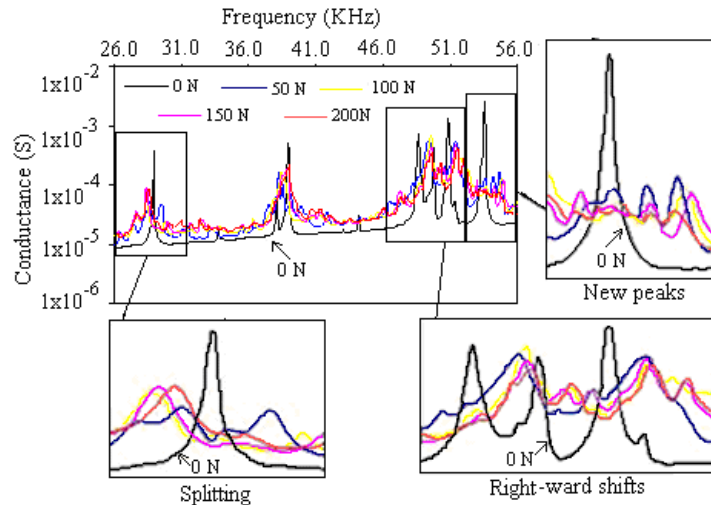 Frequency (KHz)
26.0 31.0 36.0 41.0 46.0 51.0 56.0
Conductance (S)
1x10⁻²
1x10⁻³
1x10⁻⁴
1x10⁻⁵
1x10⁻⁶
0 N 50 N 100 N
150 N 200N
0 N
0 N
New peaks
0 N
Splitting
0 N
Right-ward shifts